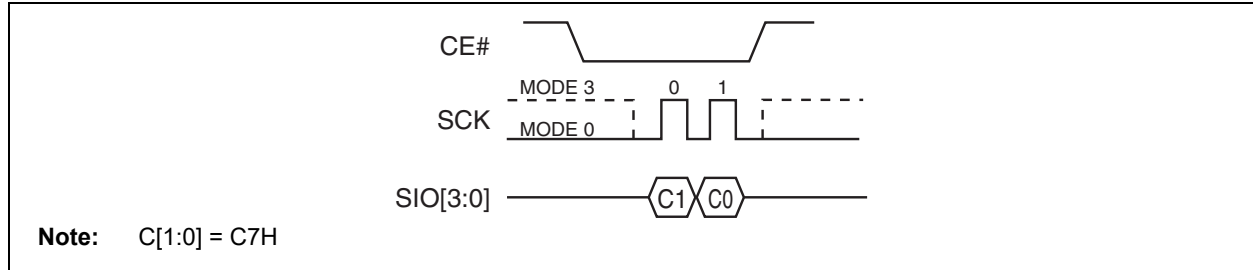 CE#
MODE 3 0 1
SCK
MODE 0
SIO[3:0] C1 C0
Note: C[1:0] = C7H